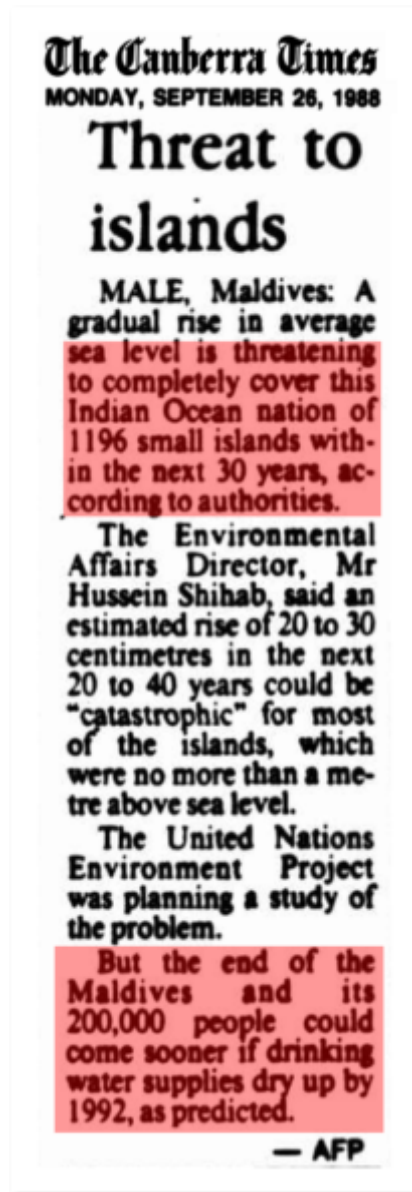 The Canberra Times
MONDAY, SEPTEMBER 26, 1988
Threat to
islands
MALE, Maldives: A
gradual rise in average
sea level is threatening
to completely cover this
Indian Ocean nation of
1196 small islands with-
in the next 30 years, ac-
cording to authorities.
The Environmental
Affairs Director, Mr
Hussein Shihab, said an
estimated rise of 20 to 30
centimetres in the next
20 to 40 years could be
"catastrophic" for most
of the islands, which
were no more than a me-
tre above sea level.
The United Nations
Environment Project
was planning a study of
the problem.
But the end of the
Maldives and its
200,000 people could
come sooner if drinking
water supplies dry up by
1992, as predicted.
— AFP